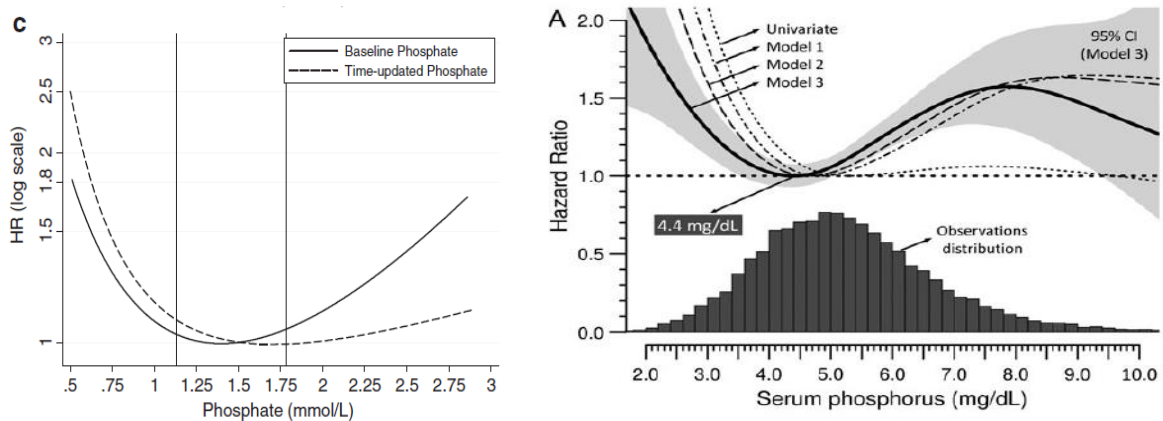 c
3
2.5
2
1.8
1.5
1
HR (log scale)
Baseline Phosphate
Time-updated Phosphate
.5 .75 1 1.25 1.5 1.75 2 2.25 2.5 2.75 3
Phosphate (mmol/L)
A
2.0
1.5
1.0
0.5
0.0
Hazard Ratio
Univariate
Model 1
Model 2
Model 3
95% CI
(Model 3)
4.4 mg/dL
Observations
distribution
2.0 3.0 4.0 5.0 6.0 7.0 8.0 9.0 10.0
Serum phosphorus (mg/dL)